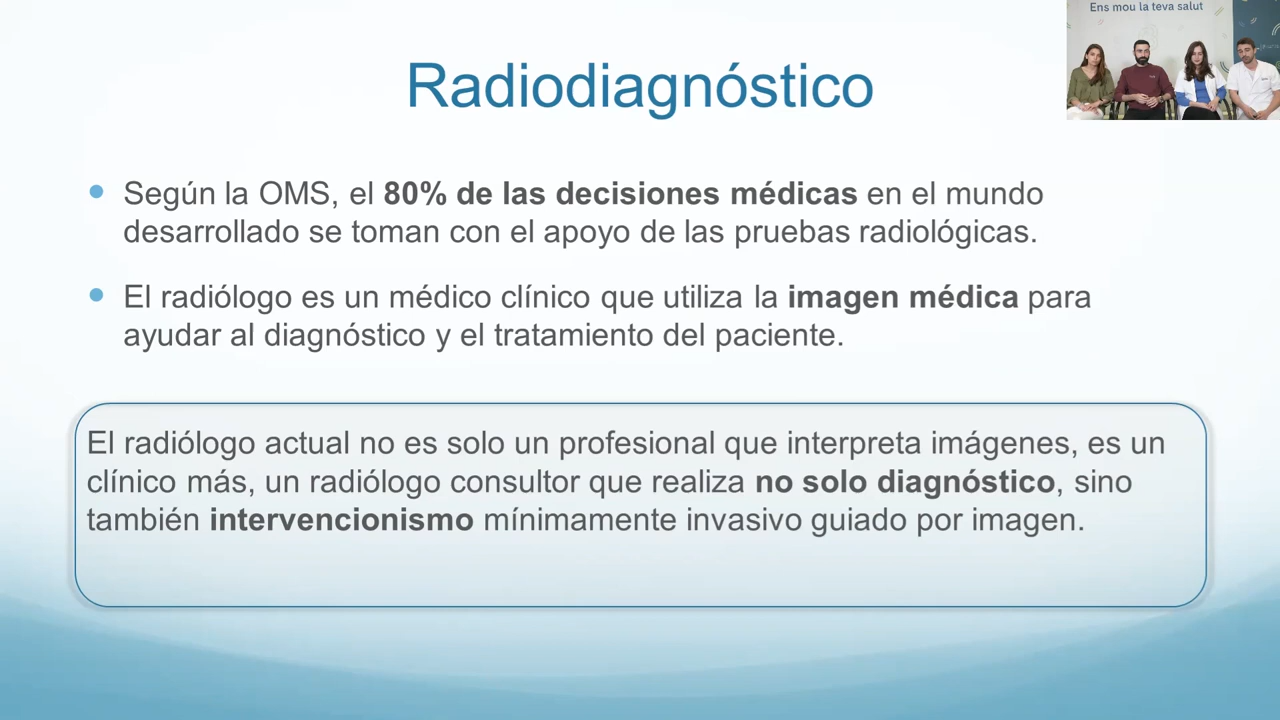 Ens mou la teva salut
Radiodiagnóstico
Según la OMS, el 80% de las decisiones médicas en el mundo
desarrollado se toman con el apoyo de las pruebas radiológicas.
El radiólogo es un médico clínico que utiliza la imagen médica para
ayudar al diagnóstico y el tratamiento del paciente.
El radiólogo actual no es solo un profesional que interpreta imágenes, es un
clínico más, un radiólogo consultor que realiza no solo diagnóstico, sino
también intervencionismo mínimamente invasivo guiado por imagen.